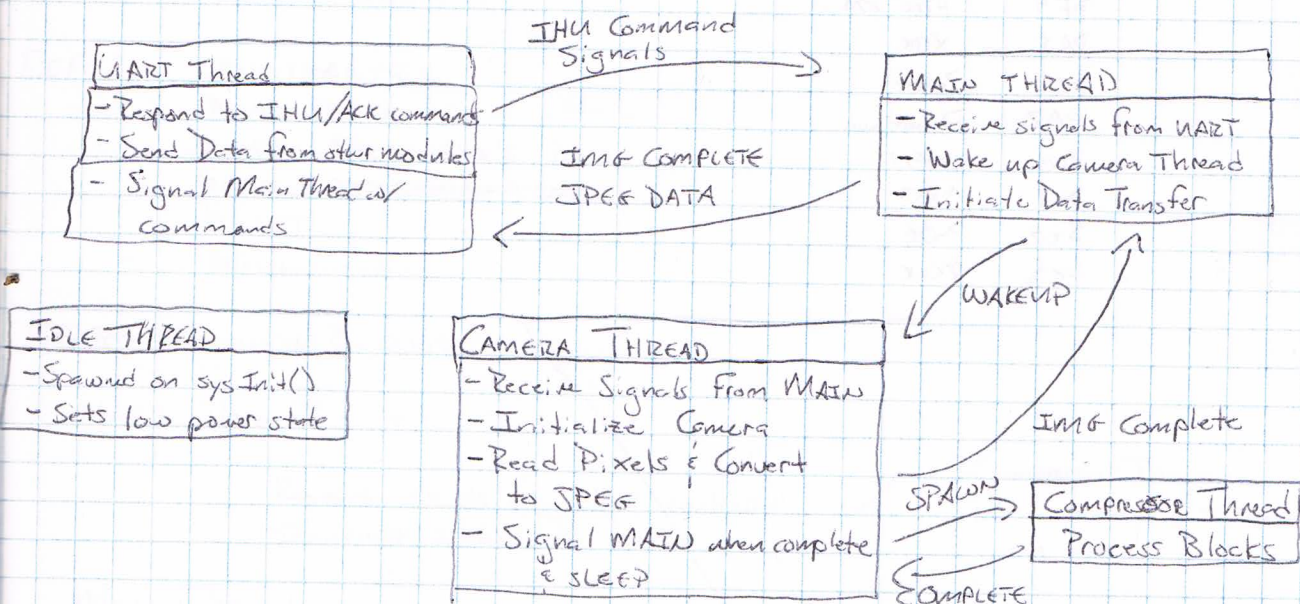 IHU Command
Signals
UART Thread
- Respond to IHU/ACK commands
- Send Data from other modules
- Signal Main Thread w/
commands
MAIN THREAD
- Receive signals from UART
- Wake up Camera Thread
- Initiate Data Transfer
IMG COMPLETE
JPEG DATA
WAKEUP
IDLE THREAD
- Spawned on sysInit()
- Sets low power state
CAMERA THREAD
- Receive Signals From MAIN
- Initialize Camera
- Read Pixels & Convert
to JPEG
- Signal MAIN when complete
& SLEEP
IMG Complete
SPAWN
Compressor Thread
Process Blocks
COMPLETE